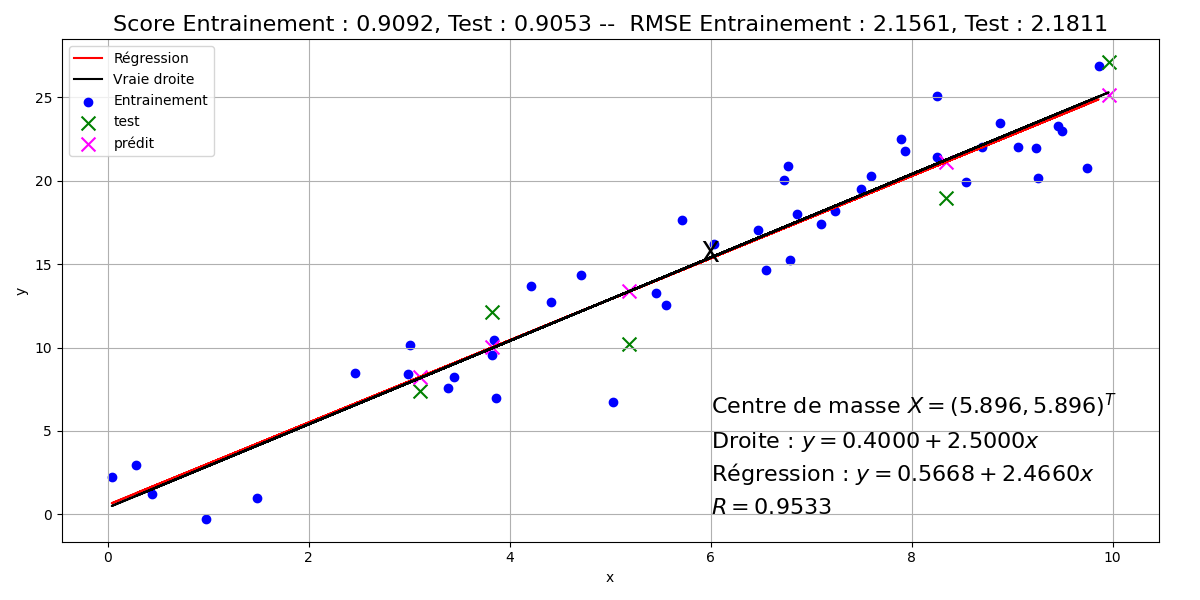 Score Entrainement : 0.9092, Test : 0.9053 --  RMSE Entrainement : 2.1561, Test : 2.1811
Régression
Vraie droite
Entrainement
test
prédit
25
20
15
10
5
0
y
X
Centre de masse X = (5.896, 5.896)^T
Droite : y = 0.4000 + 2.5000x
Régression : y = 0.5668 + 2.4660x
R = 0.9533
0 2 4 6 8 10
x